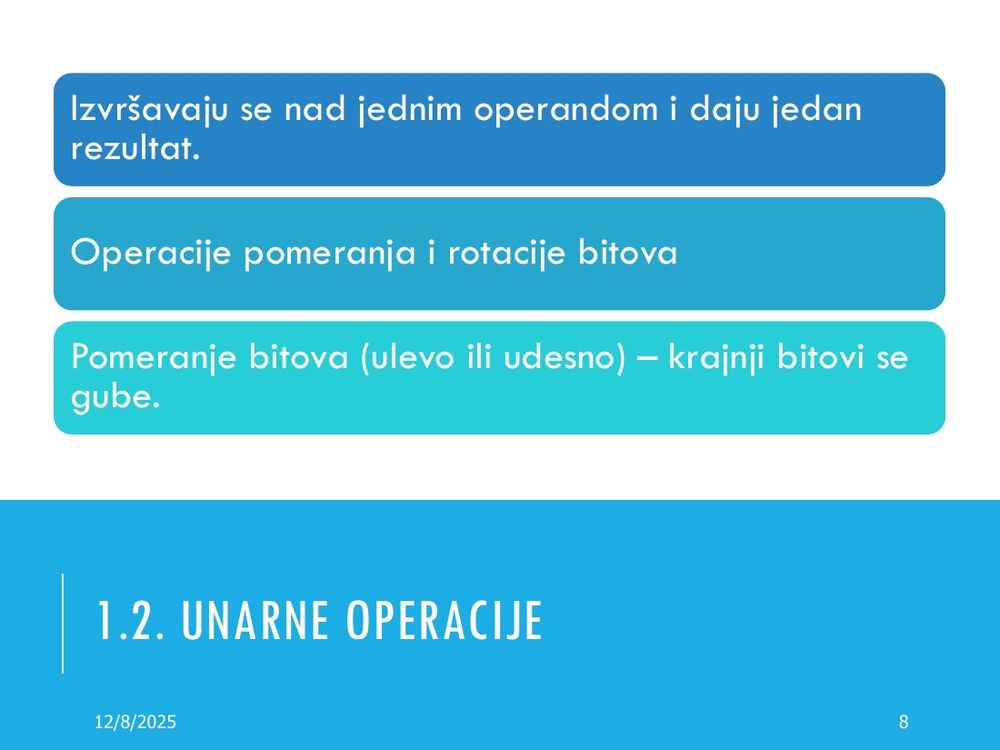 Izvršavaju se nad jednim operandom i daju jedan
rezultat.
Operacije pomeranja i rotacije bitova
Pomeranje bitova (ulevo ili udesno) – krajnji bitovi se
gube.
1.2. UNARNE OPERACIJE
12/8/2025
8